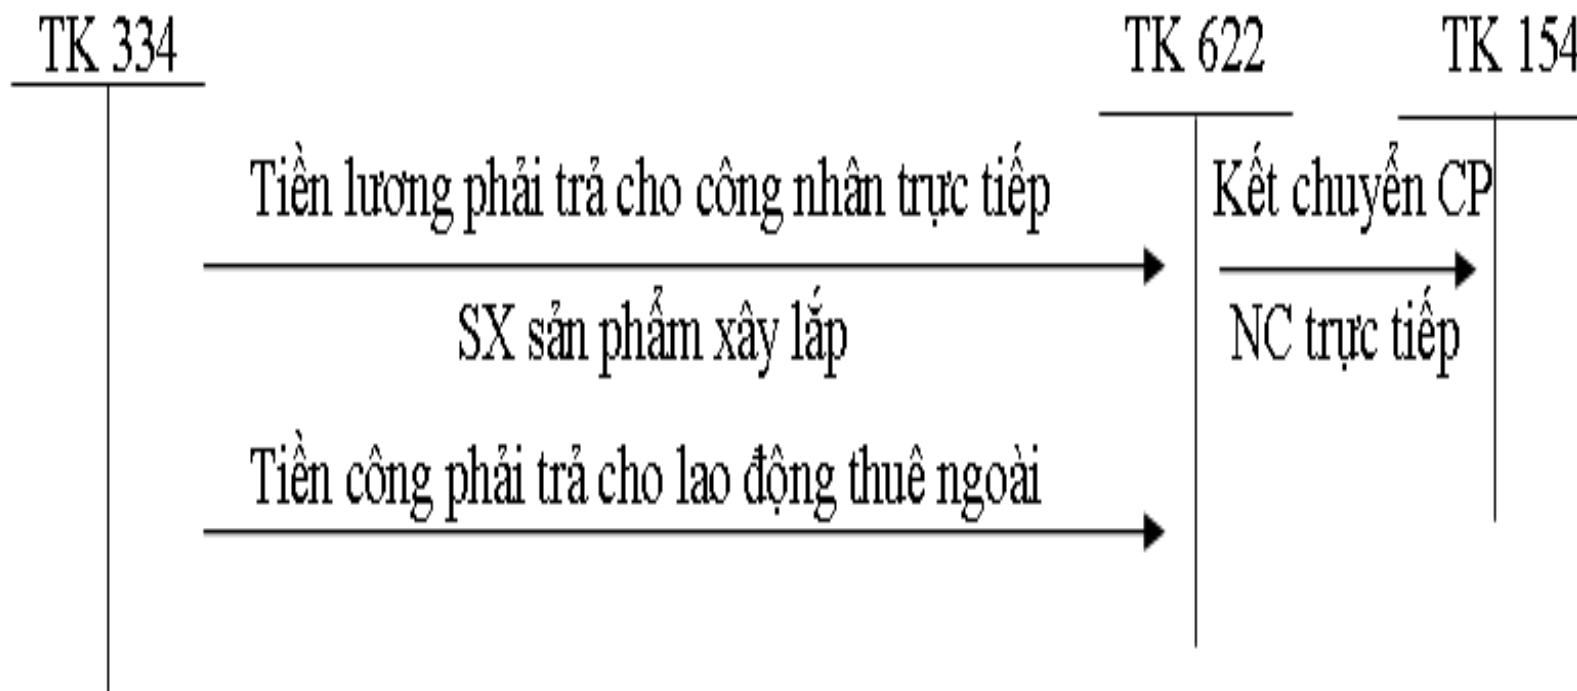 TK 334
TK 622
TK 154
Tiền lương phải trả cho công nhân trực tiếp
Kết chuyển CP
SX sản phẩm xây lắp
NC trực tiếp
Tiền công phải trả cho lao động thuê ngoài